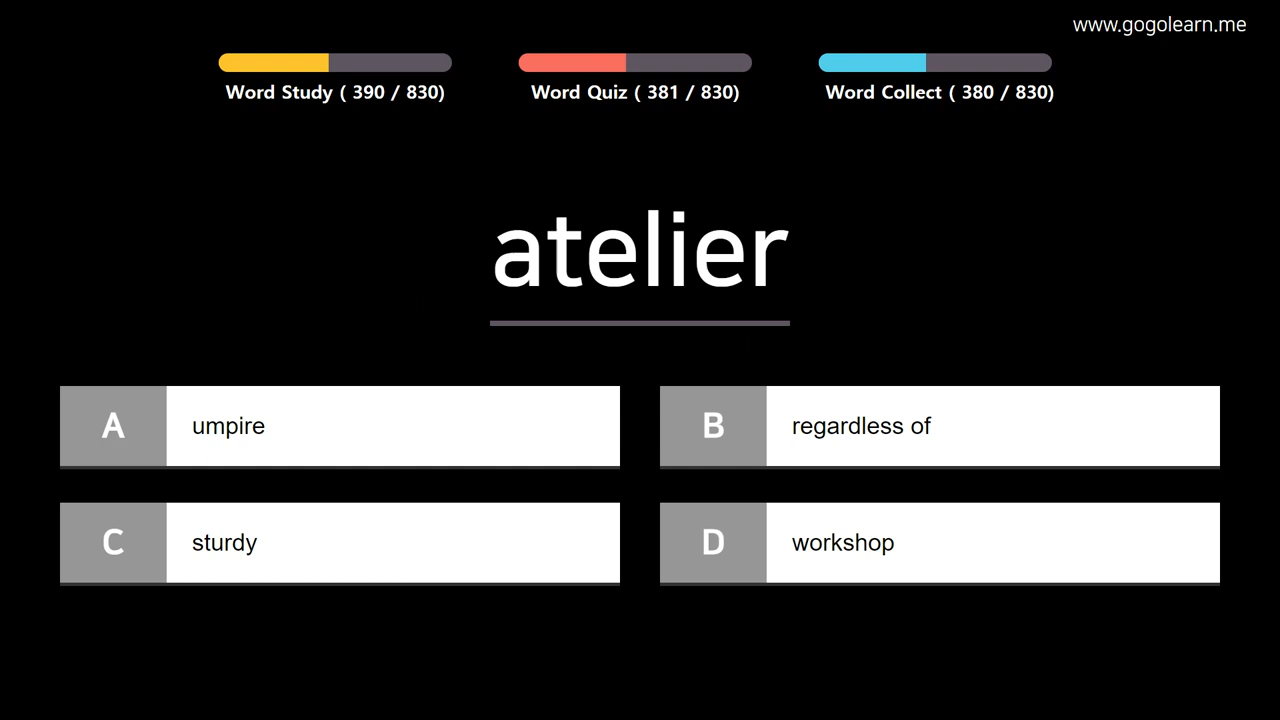 www.gogolearn.me
Word Study ( 390 / 830)
Word Quiz ( 381 / 830)
Word Collect ( 380 / 830)
atelier
A umpire
B regardless of
C sturdy
D workshop